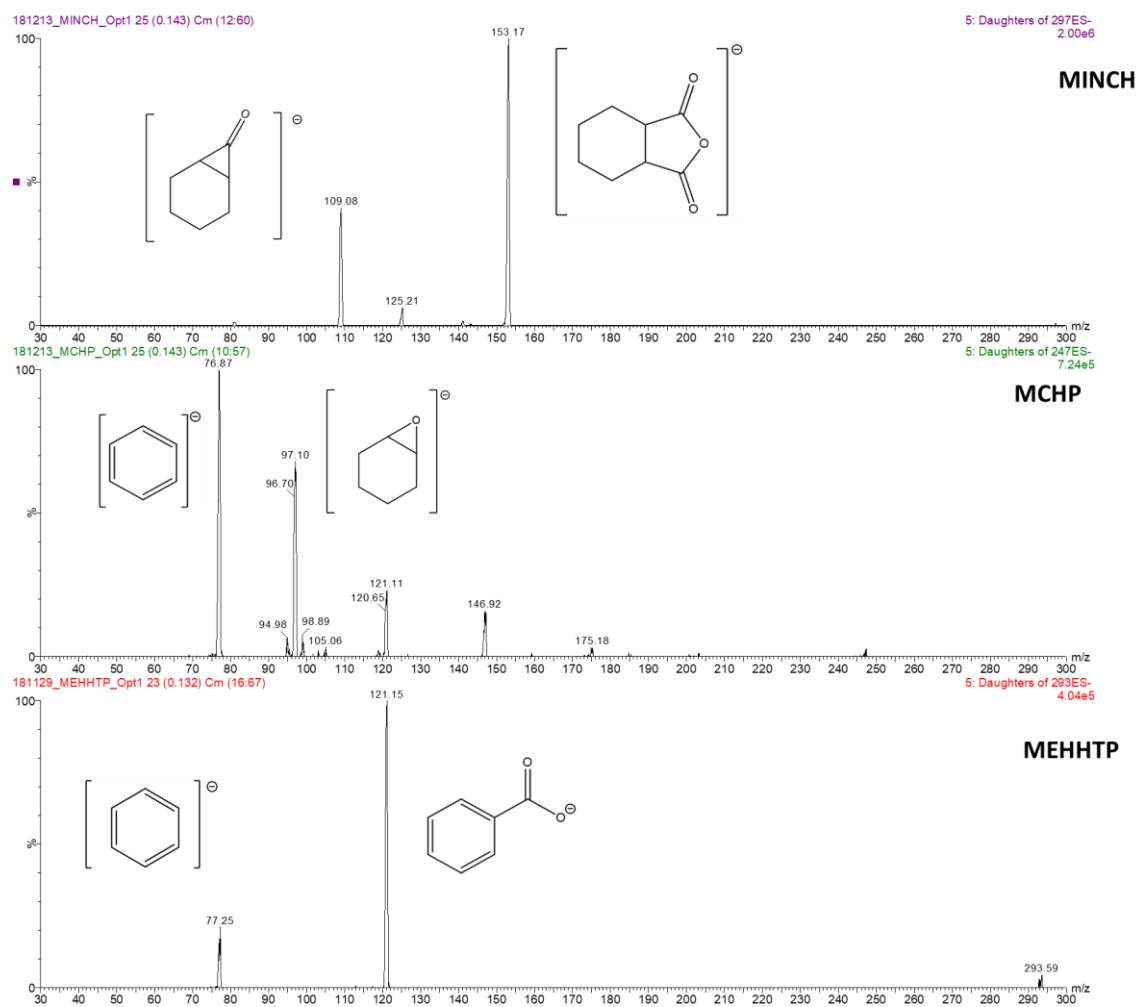 181213_MINCH_Opt1 25 (0.143) Cm (12:60)
5: Daughters of 297ES-
2.00e6
MINCH
100
%
0
153.17
109.08
125.21
O
O
O
O
30 40 50 60 70 80 90 100 110 120 130 140 150 160 170 180 190 200 210 220 230 240 250 260 270 280 290 300
m/z
181213_MCHP_Opt1 25 (0.143) Cm (10:57)
5: Daughters of 247ES-
7.24e5
MCHP
100
%
0
76.87
97.10
96.70
94.98
98.89
105.06
121.11
120.65
146.92
175.18
O
30 40 50 60 70 80 90 100 110 120 130 140 150 160 170 180 190 200 210 220 230 240 250 260 270 280 290 300
m/z
181129_MEHHTP_Opt1 23 (0.132) Cm (16:67)
5: Daughters of 293ES-
4.04e5
MEHHTP
100
%
0
121.15
77.25
293.59
O
O
30 40 50 60 70 80 90 100 110 120 130 140 150 160 170 180 190 200 210 220 230 240 250 260 270 280 290 300
m/z